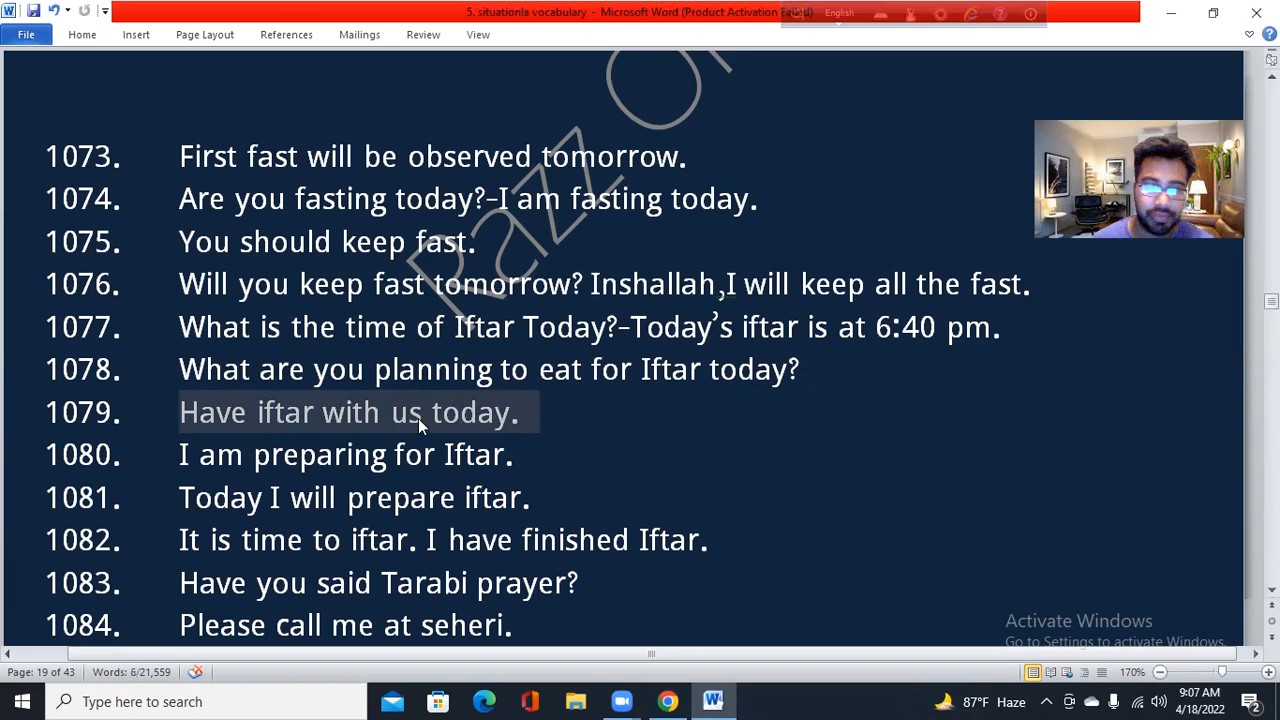 5. situationla vocabulary - Microsoft Word (Product Activation Failed)
English
File Home Insert Page Layout References Mailings Review View
1073. First fast will be observed tomorrow.
1074. Are you fasting today?-I am fasting today.
1075. You should keep fast.
1076. Will you keep fast tomorrow? Inshallah,I will keep all the fast.
1077. What is the time of Iftar Today?-Today's iftar is at 6:40 pm.
1078. What are you planning to eat for Iftar today?
1079. Have iftar with us today.
1080. I am preparing for Iftar.
1081. Today I will prepare iftar.
1082. It is time to iftar. I have finished Iftar.
1083. Have you said Tarabi prayer?
1084. Please call me at seheri.
Razz
Activate Windows
Go to Settings to activate Windows.
Page: 19 of 43 Words: 6/21,559 170%
Type here to search 87°F Haze 9:07 AM
4/18/2022 2